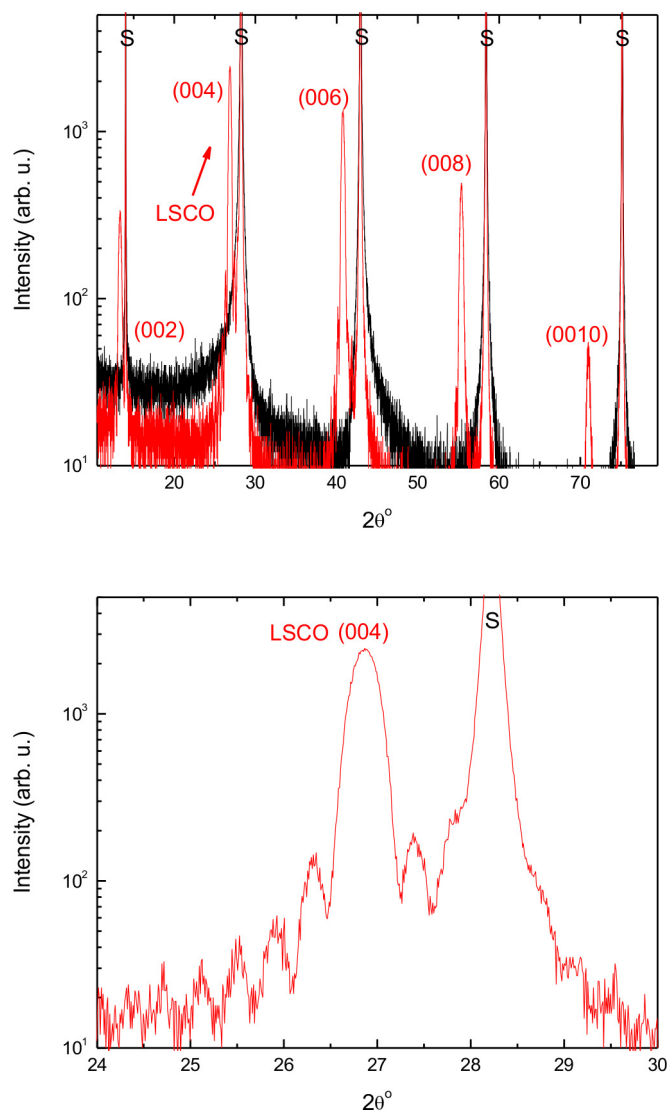 S S S S S
(004)
(006)
(008)
LSCO
(002)
(0010)
Intensity (arb. u.)
10³
10²
10¹
20 30 40 50 60 70
2θ°
LSCO (004)
S
Intensity (arb. u.)
10³
10²
10¹
24 25 26 27 28 29 30
2θ°